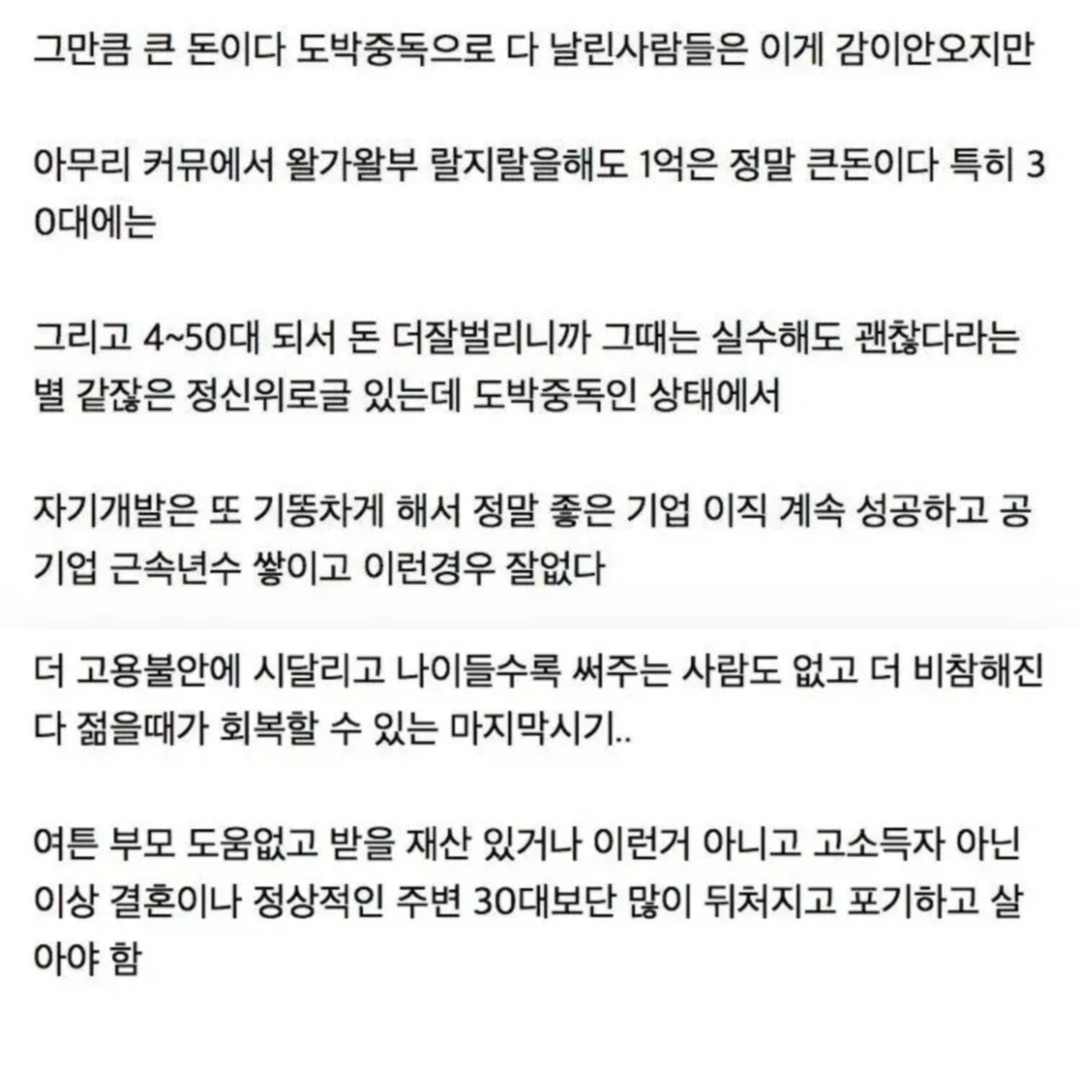 그만큼 큰 돈이다 도박중독으로 다 날린사람들은 이게 감이안오지만
아무리 커뮤에서 왈가왈부 랄지랄을해도 1억은 정말 큰돈이다 특히 3
0대에는
그리고 4~50대 되서 돈 더잘벌리니까 그때는 실수해도 괜찮다라는
별 같잖은 정신위로글 있는데 도박중독인 상태에서
자기개발은 또 기똥차게 해서 정말 좋은 기업 이직 계속 성공하고 공
기업 근속년수 쌓이고 이런경우 잘없다
더 고용불안에 시달리고 나이들수록 써주는 사람도 없고 더 비참해진
다 젊을때가 회복할 수 있는 마지막시기..
여튼 부모 도움없고 받을 재산 있거나 이런거 아니고 고소득자 아닌
이상 결혼이나 정상적인 주변 30대보단 많이 뒤처지고 포기하고 살
아야 함